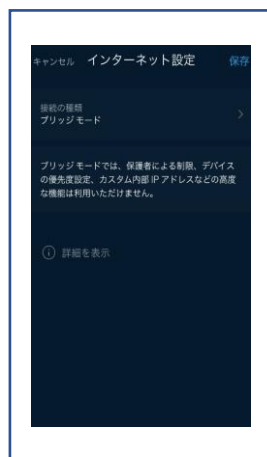 キャンセル インターネット設定 保存
接続の種類
ブリッジモード
ブリッジモードでは、保護者による制限、デバイス
の優先度設定、カスタム内部 IP アドレスなどの高度
な機能は利用いただけません。
詳細を表示